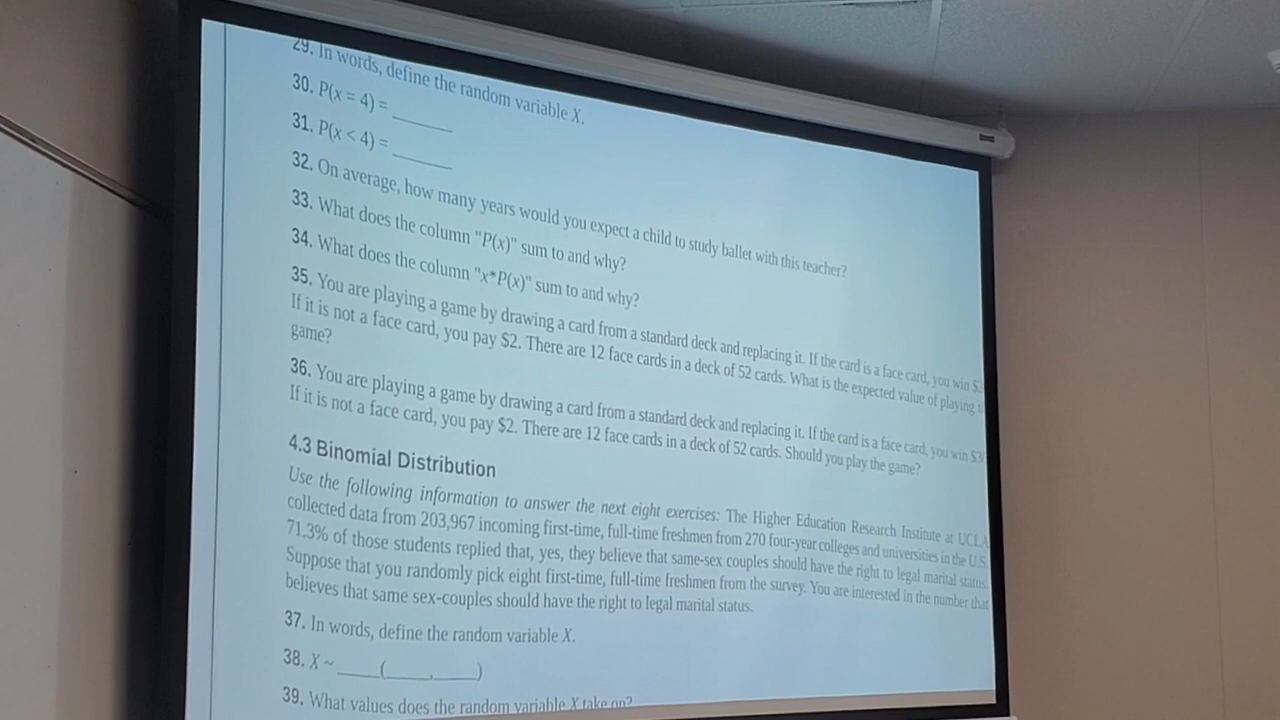 29. In words, define the random variable X.
30. P(x = 4) = ______
31. P(x < 4) = ______
32. On average, how many years would you expect a child to study ballet with this teacher?
33. What does the column "P(x)" sum to and why?
34. What does the column "x*P(x)" sum to and why?
35. You are playing a game by drawing a card from a standard deck and replacing it. If the card is a face card, you win
If it is not a face card, you pay $2. There are 12 face cards in a deck of 52 cards. What is the expected value of playing
game?
36. You are playing a game by drawing a card from a standard deck and replacing it. If the card is a face card, you win
If it is not a face card, you pay $2. There are 12 face cards in a deck of 52 cards. Should you play the game?
4.3 Binomial Distribution
Use the following information to answer the next eight exercises: The Higher Education Research Institute at UCLA
collected data from 203,967 incoming first-time, full-time freshmen from 270 four-year colleges and universities in the U.S.
71.3% of those students replied that, yes, they believe that same-sex couples should have the right to legal marital status.
Suppose that you randomly pick eight first-time, full-time freshmen from the survey. You are interested in the number that
believes that same sex-couples should have the right to legal marital status.
37. In words, define the random variable X.
38. X ~ _____(_____,_____)
39. What values does the random variable X take on?